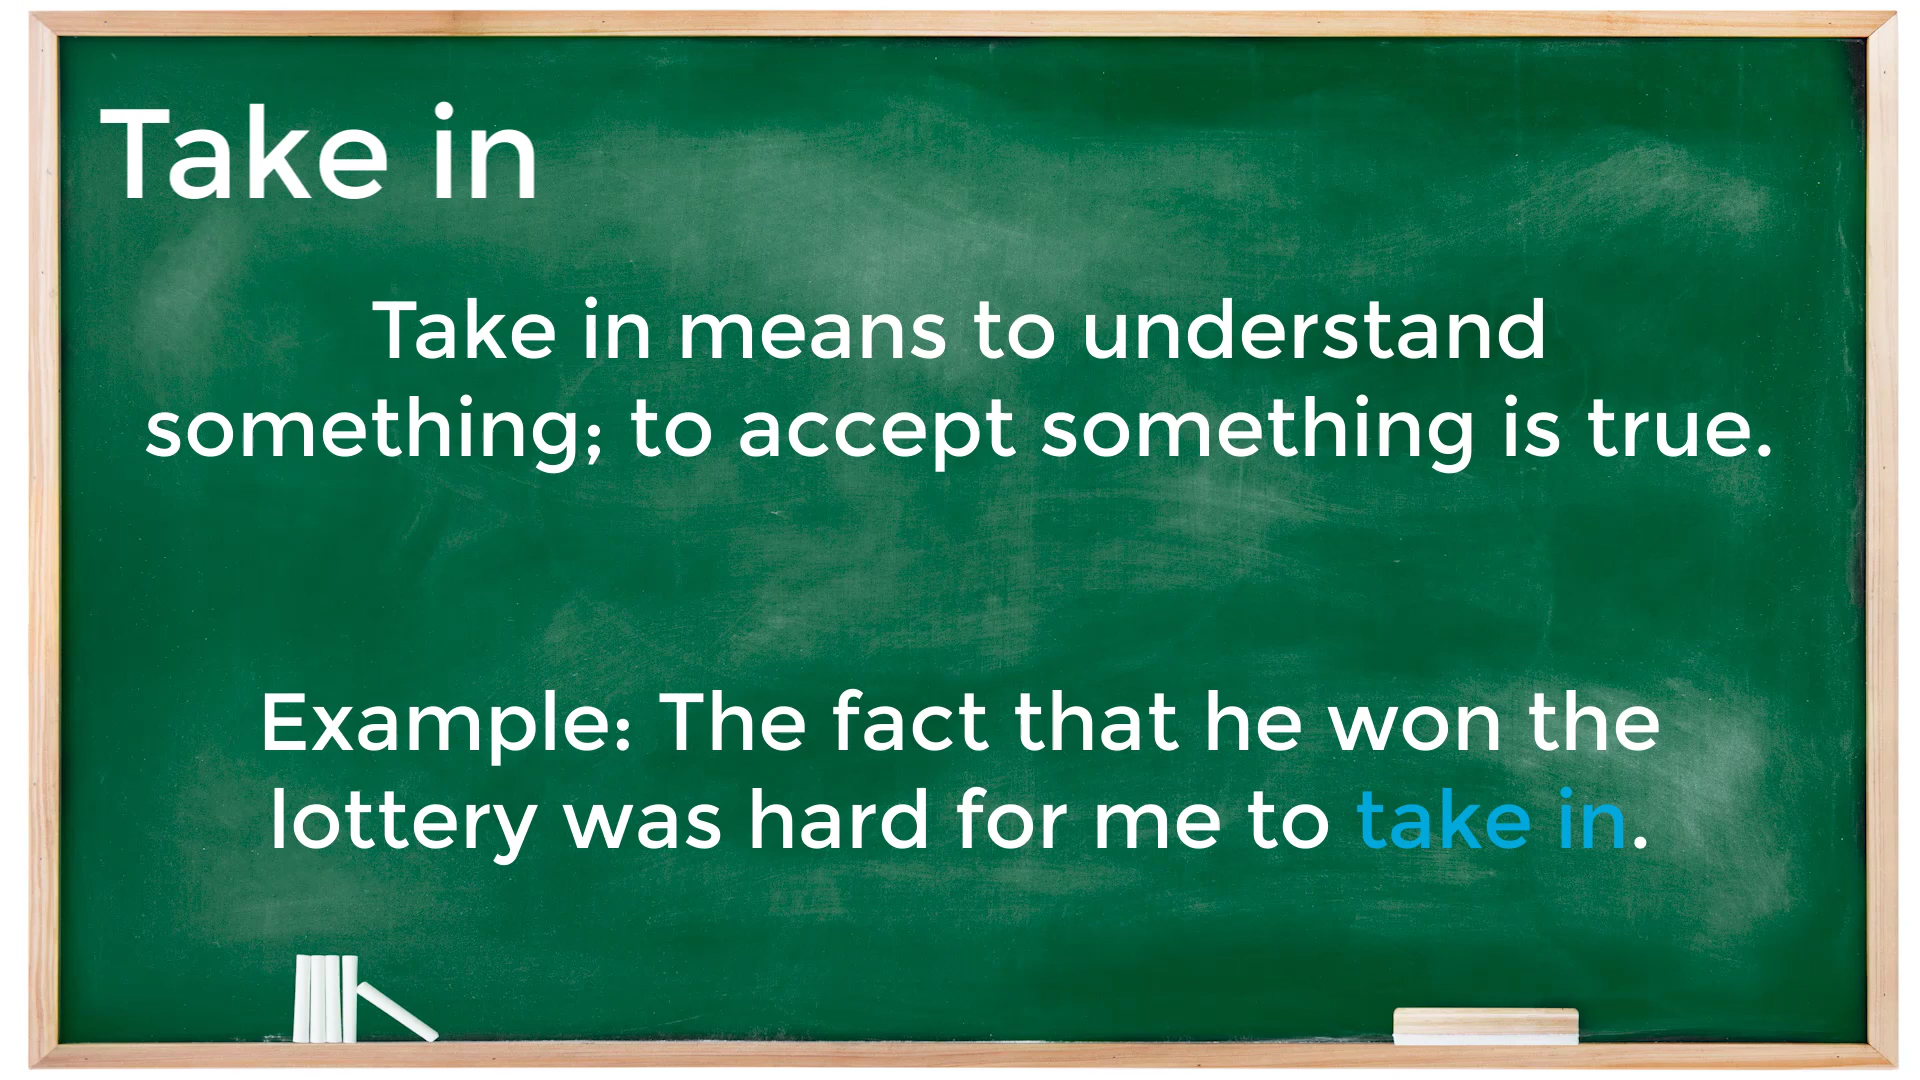 Take in
Take in means to understand
something; to accept something is true.
Example: The fact that he won the
lottery was hard for me to take in.